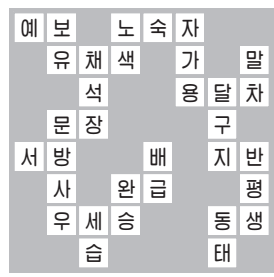 예 보 노 숙 자
유 채 색 가 말
석 용 달 차
문 장 구
서 방 배 지 반
사 완 급 평
우 세 승 동 생
습 태